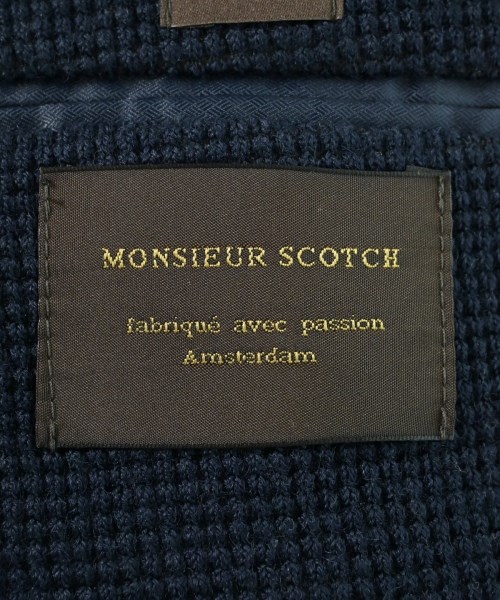 MONSIEUR SCOTCH
fabriqué avec passion
Amsterdam